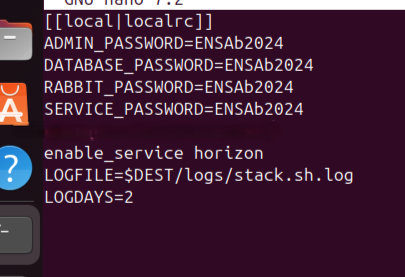 GNU nano 7.2
[[local|localrc]]
ADMIN_PASSWORD=ENSAb2024
DATABASE_PASSWORD=ENSAb2024
RABBIT_PASSWORD=ENSAb2024
SERVICE_PASSWORD=ENSAb2024
enable_service horizon
LOGFILE=$DEST/logs/stack.sh.log
LOGDAYS=2